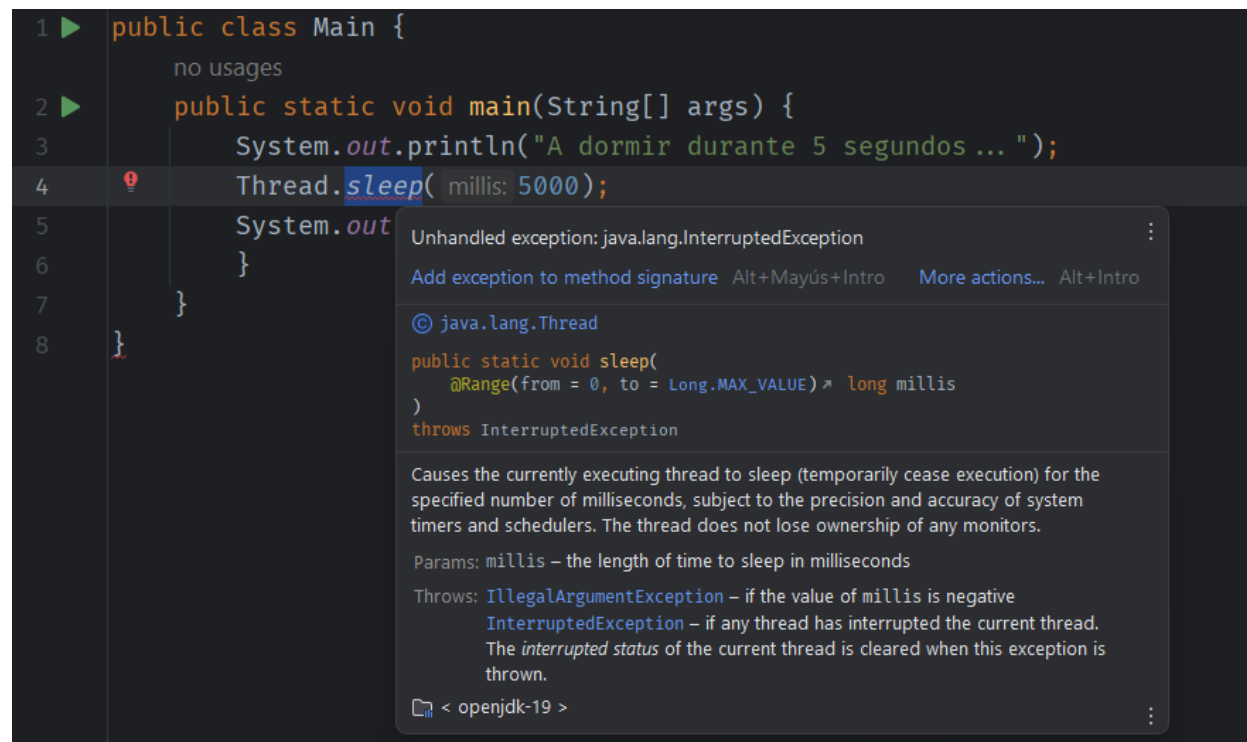 1 public class Main {
no usages
2 public static void main(String[] args) {
3 System.out.println("A dormir durante 5 segundos...");
4 Thread.sleep( millis: 5000);
5 System.out
6 }
7 }
8 }
Unhandled exception: java.lang.InterruptedException
Add exception to method signature Alt+Mayús+Intro More actions... Alt+Intro
java.lang.Thread
public static void sleep(
@Range(from = 0, to = Long.MAX_VALUE) long millis
)
throws InterruptedException
Causes the currently executing thread to sleep (temporarily cease execution) for the
specified number of milliseconds, subject to the precision and accuracy of system
timers and schedulers. The thread does not lose ownership of any monitors.
Params: millis – the length of time to sleep in milliseconds
Throws: IllegalArgumentException – if the value of millis is negative
InterruptedException – if any thread has interrupted the current thread.
The interrupted status of the current thread is cleared when this exception is
thrown.
< openjdk-19 >